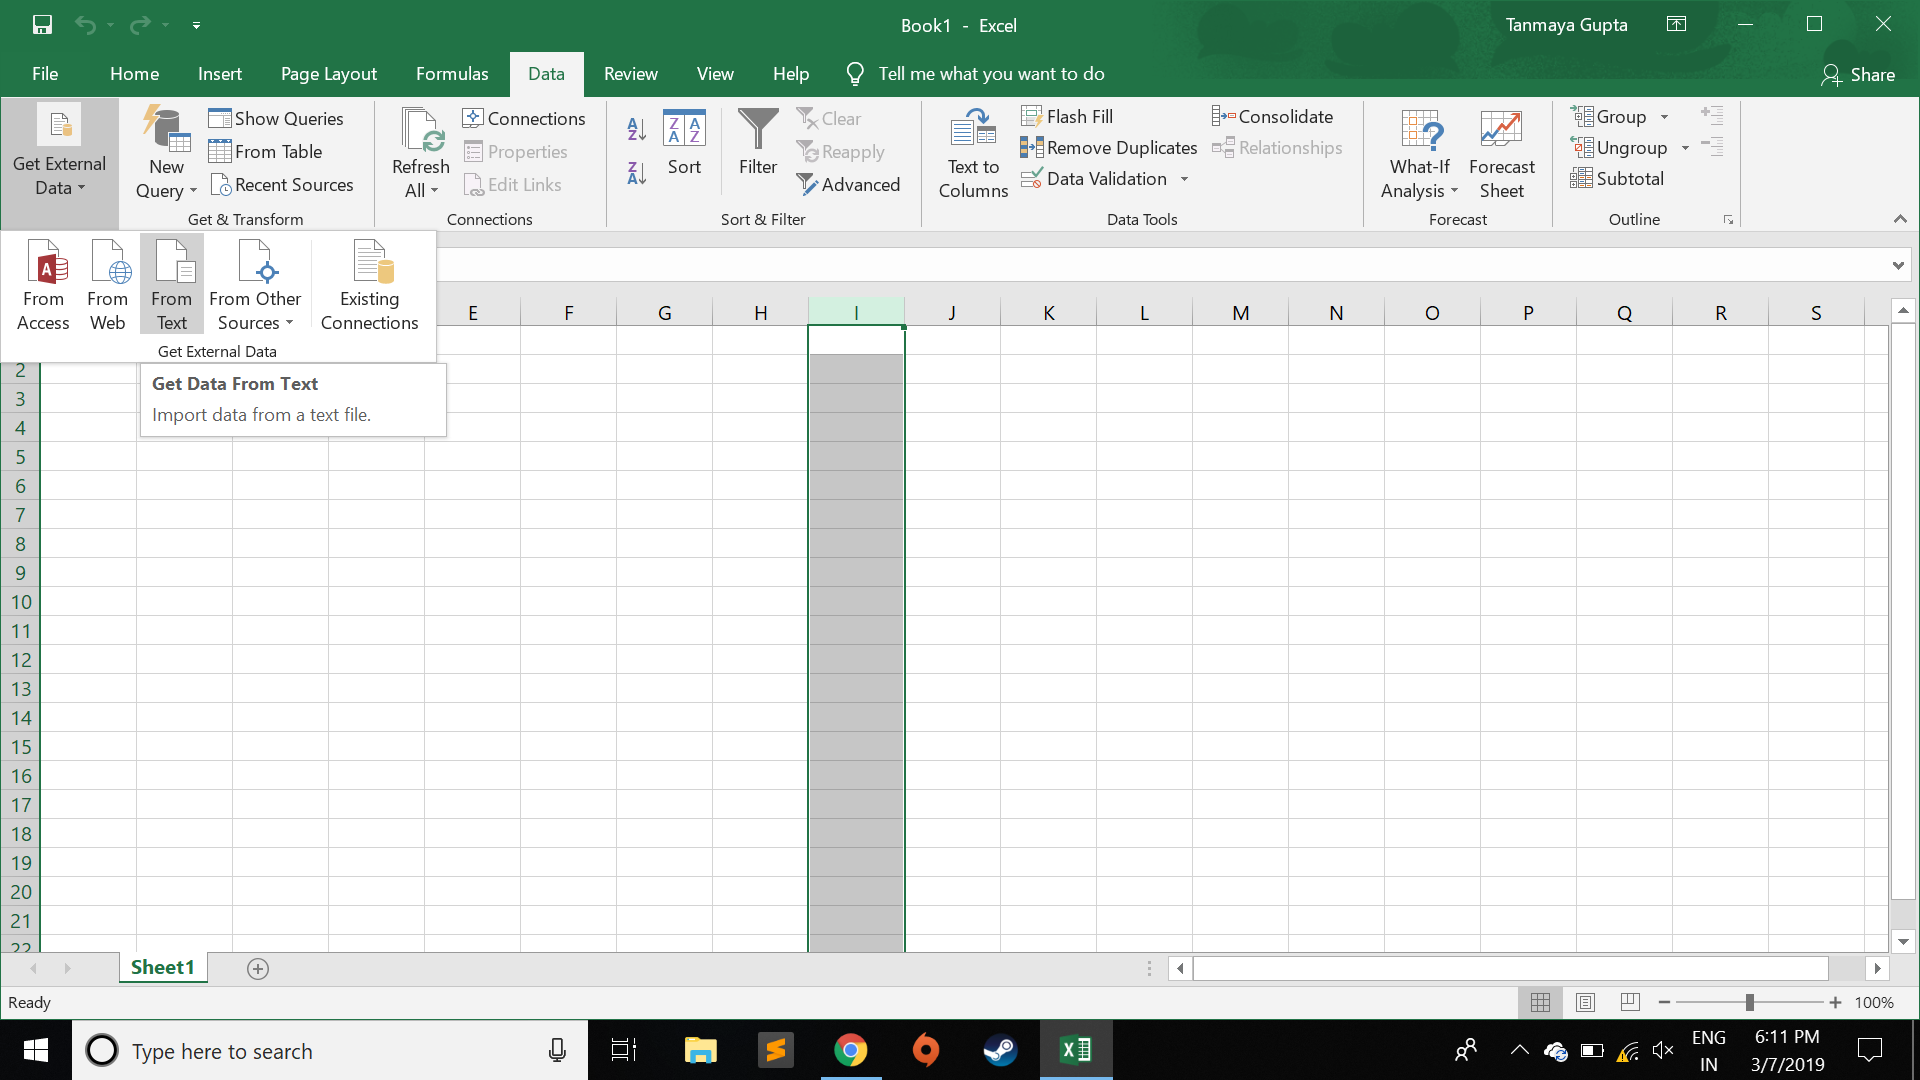 Book1 - Excel
Tanmaya Gupta
File Home Insert Page Layout Formulas Data Review View Help Tell me what you want to do
Share
Get External
Data
New
Query
Show Queries
From Table
Recent Sources
Get & Transform
Refresh
All
Connections
Properties
Edit Links
Connections
Sort
Filter
Clear
Reapply
Advanced
Sort & Filter
Text to
Columns
Flash Fill
Remove Duplicates
Data Validation
Consolidate
Relationships
Data Tools
What-If
Analysis
Forecast
Sheet
Forecast
Group
Ungroup
Subtotal
Outline
From
Access
From
Web
From
Text
From Other
Sources
Existing
Connections
Get External Data
Get Data From Text
Import data from a text file.
E F G H I J K L M N O P Q R S
2
3
4
5
6
7
8
9
10
11
12
13
14
15
16
17
18
19
20
21
22
Sheet1
Ready
100%
Type here to search
ENG
IN
6:11 PM
3/7/2019